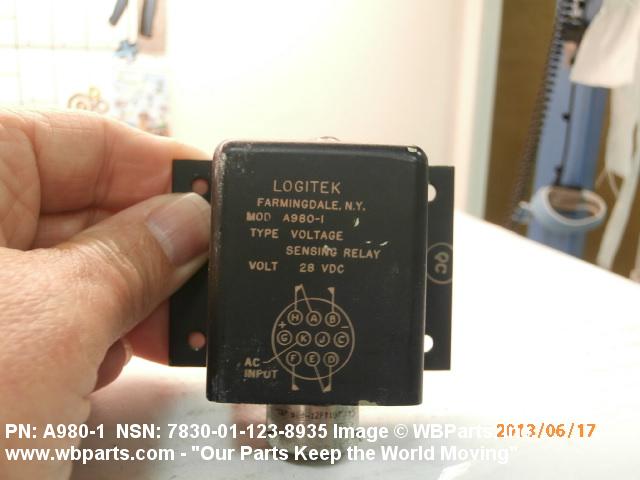 LOGITEK
FARMINGDALE, N.Y.
MOD A980-1
TYPE VOLTAGE
SENSING RELAY
VOLT 28 VDC
QC
H A B
+ -
G K J C
F E D
AC
INPUT
PN: A980-1 NSN: 7830-01-123-8935 Image © WBParts 2013/06/17
www.wbparts.com - "Our Parts Keep the World Moving"